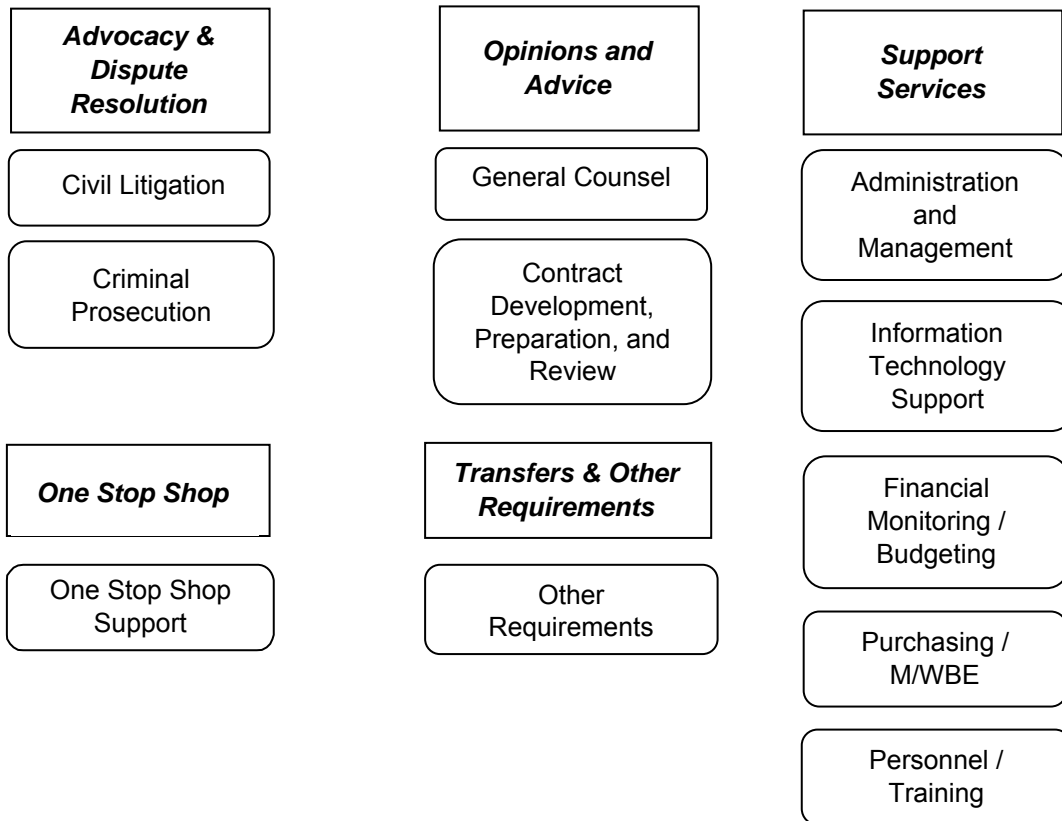 Advocacy &
Dispute
Resolution
Civil Litigation
Criminal
Prosecution
Opinions and
Advice
General Counsel
Contract
Development,
Preparation, and
Review
Support
Services
Administration
and
Management
Information
Technology
Support
Financial
Monitoring /
Budgeting
Purchasing /
M/WBE
Personnel /
Training
One Stop Shop
One Stop Shop
Support
Transfers & Other
Requirements
Other
Requirements